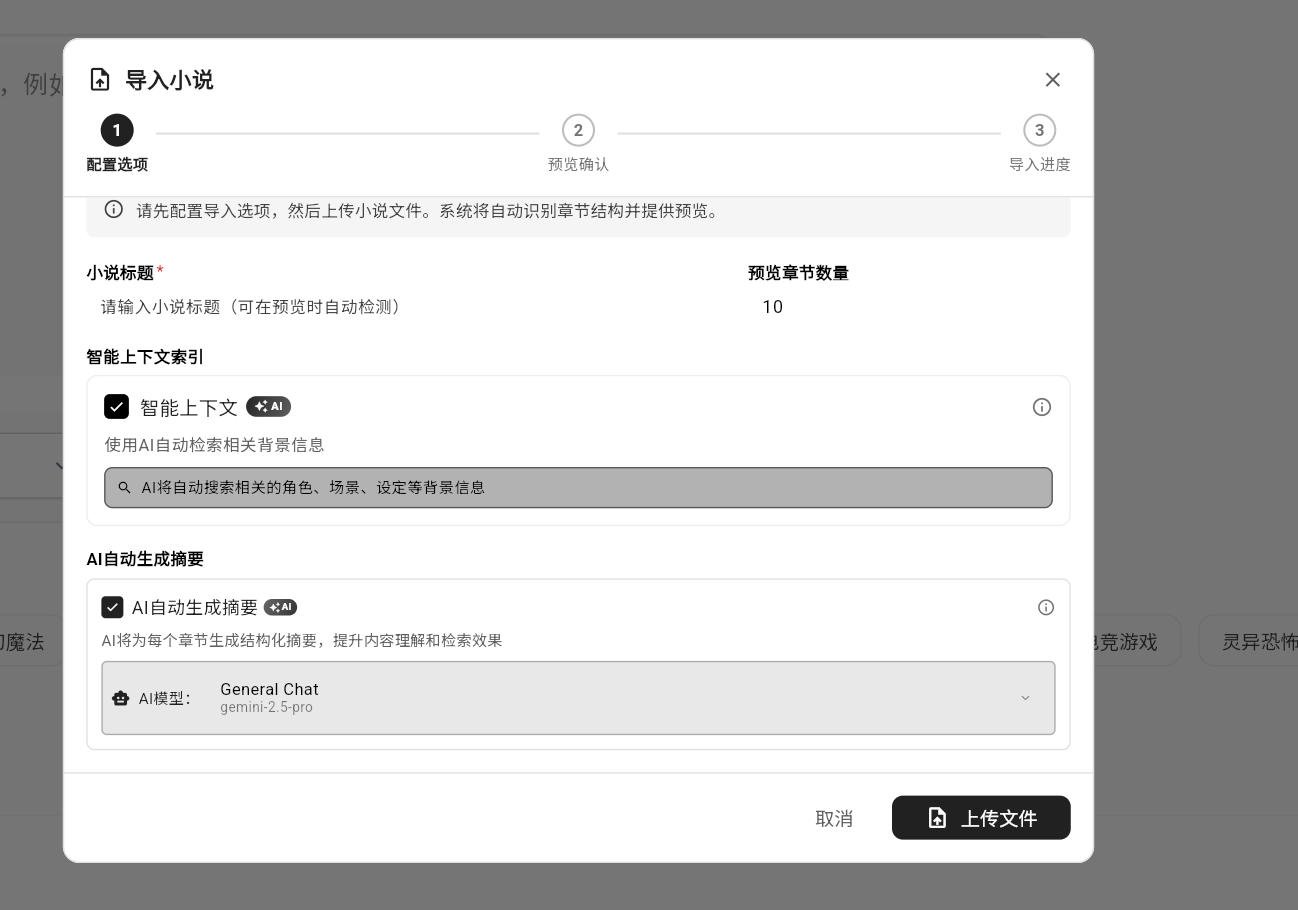 ，例如
导入小说
1
2
3
配置选项
预览确认
导入进度
请先配置导入选项，然后上传小说文件。系统将自动识别章节结构并提供预览。
小说标题*
预览章节数量
请输入小说标题（可在预览时自动检测）
10
智能上下文索引
智能上下文 AI
使用AI自动检索相关背景信息
AI将自动搜索相关的角色、场景、设定等背景信息
AI自动生成摘要
AI自动生成摘要 AI
AI将为每个章节生成结构化摘要，提升内容理解和检索效果
AI模型：
General Chat
gemini-2.5-pro
魔法
竞游戏
灵异恐怖
取消
上传文件